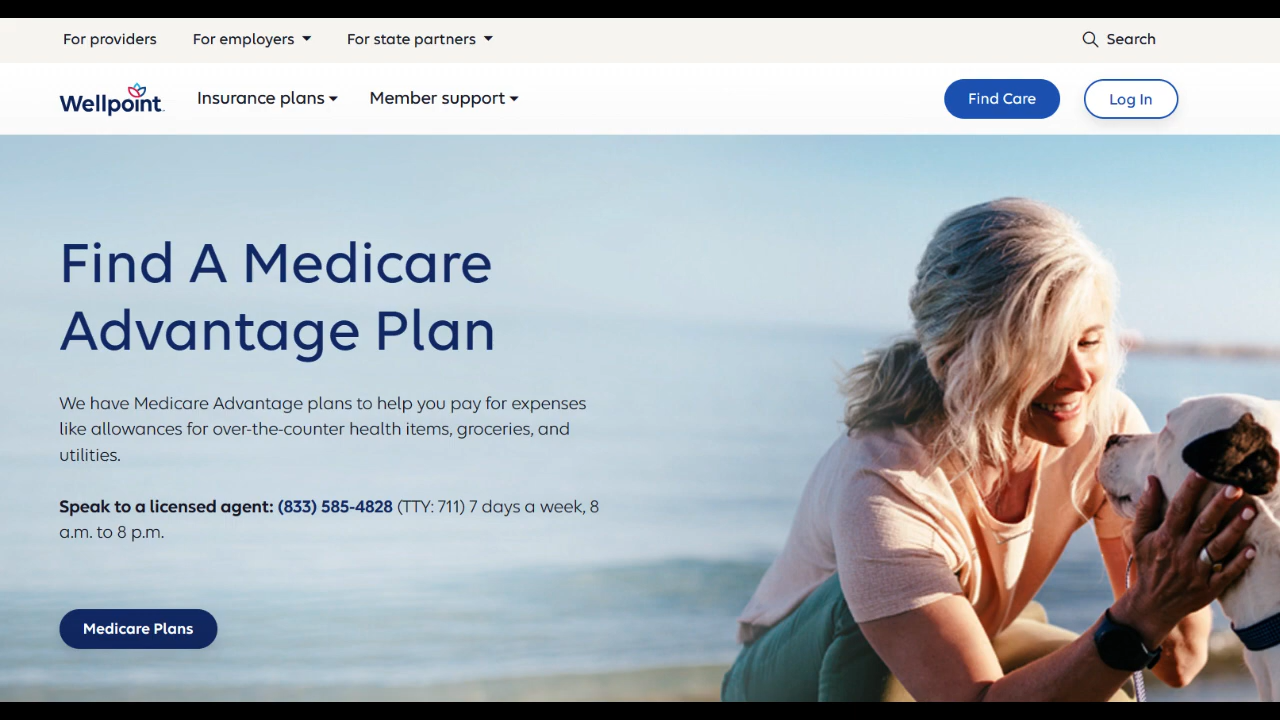 For providers For employers For state partners Search
Wellpoint Insurance plans Member support Find Care Log In
Find A Medicare
Advantage Plan
We have Medicare Advantage plans to help you pay for expenses
like allowances for over-the-counter health items, groceries, and
utilities.
Speak to a licensed agent: (833) 585-4828 (TTY: 711) 7 days a week, 8
a.m. to 8 p.m.
Medicare Plans